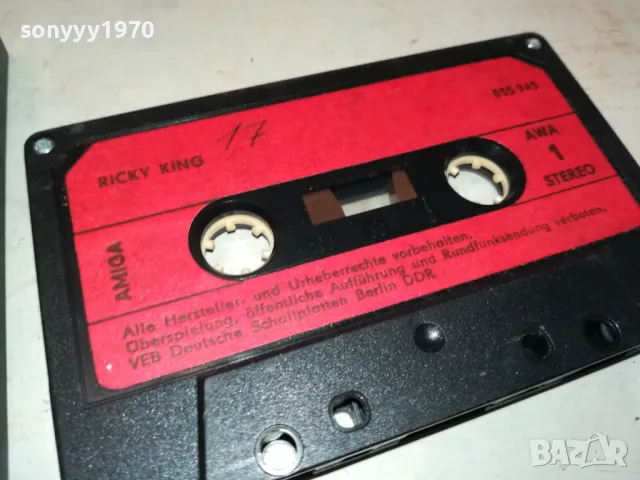 sonyyy1970
055-945
RICKY KING 17
AWA
1
STEREO
AMIGA
Alle Hersteller- und Urheberrechte vorbehalten.
Überspielung, öffentliche Aufführung und Rundfunksendung verboten.
VEB Deutsche Schallplatten Berlin DDR
BAZAR